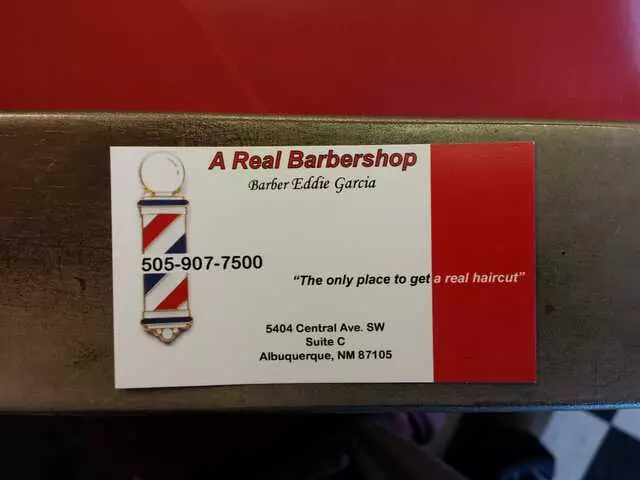 A Real Barbershop
Barber Eddie Garcia
505-907-7500
“The only place to get a real haircut”
5404 Central Ave. SW
Suite C
Albuquerque, NM 87105